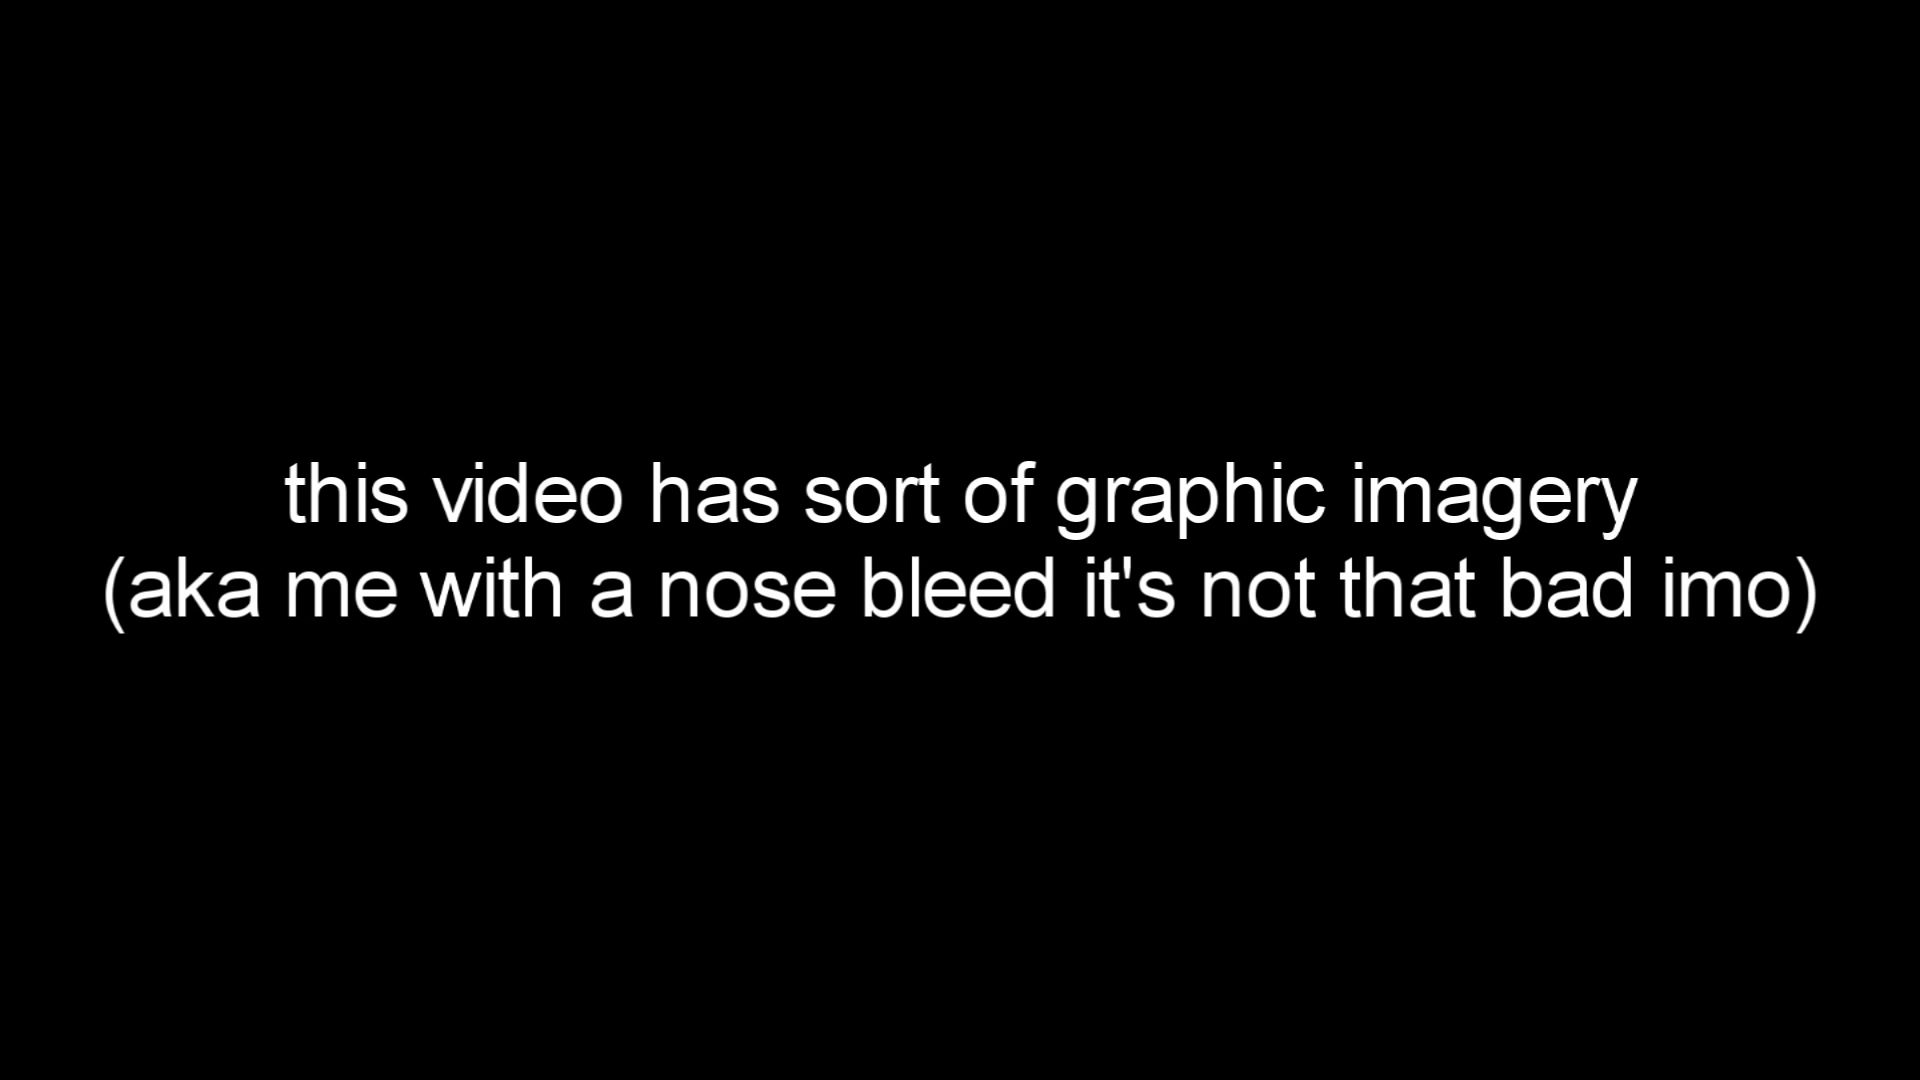 this video has sort of graphic imagery
(aka me with a nose bleed it's not that bad imo)